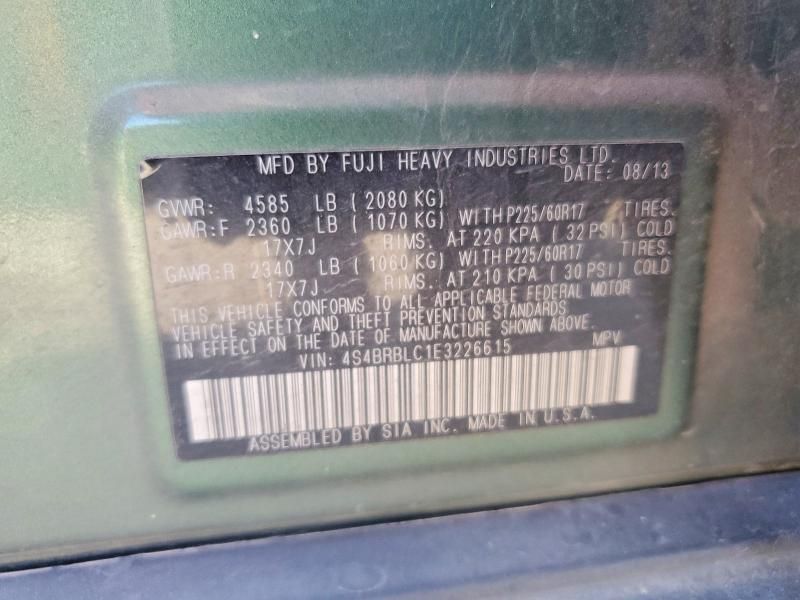 MFD BY FUJI HEAVY INDUSTRIES LTD.
DATE: 08/13
GVWR: 4585 LB ( 2080 KG)
GAWR:F 2360 LB ( 1070 KG) WITH P225/60R17 TIRES.
17X7J RIMS. AT 220 KPA ( 32 PSI) COLD
GAWR:R 2340 LB ( 1060 KG) WITH P225/60R17 TIRES.
17X7J RIMS. AT 210 KPA ( 30 PSI) COLD
THIS VEHICLE CONFORMS TO ALL APPLICABLE FEDERAL MOTOR
VEHICLE SAFETY AND THEFT PREVENTION STANDARDS
IN EFFECT ON THE DATE OF MANUFACTURE SHOWN ABOVE.
VIN: 4S4BRBLC1E3226615 MPV
ASSEMBLED BY SIA INC. MADE IN U.S.A.